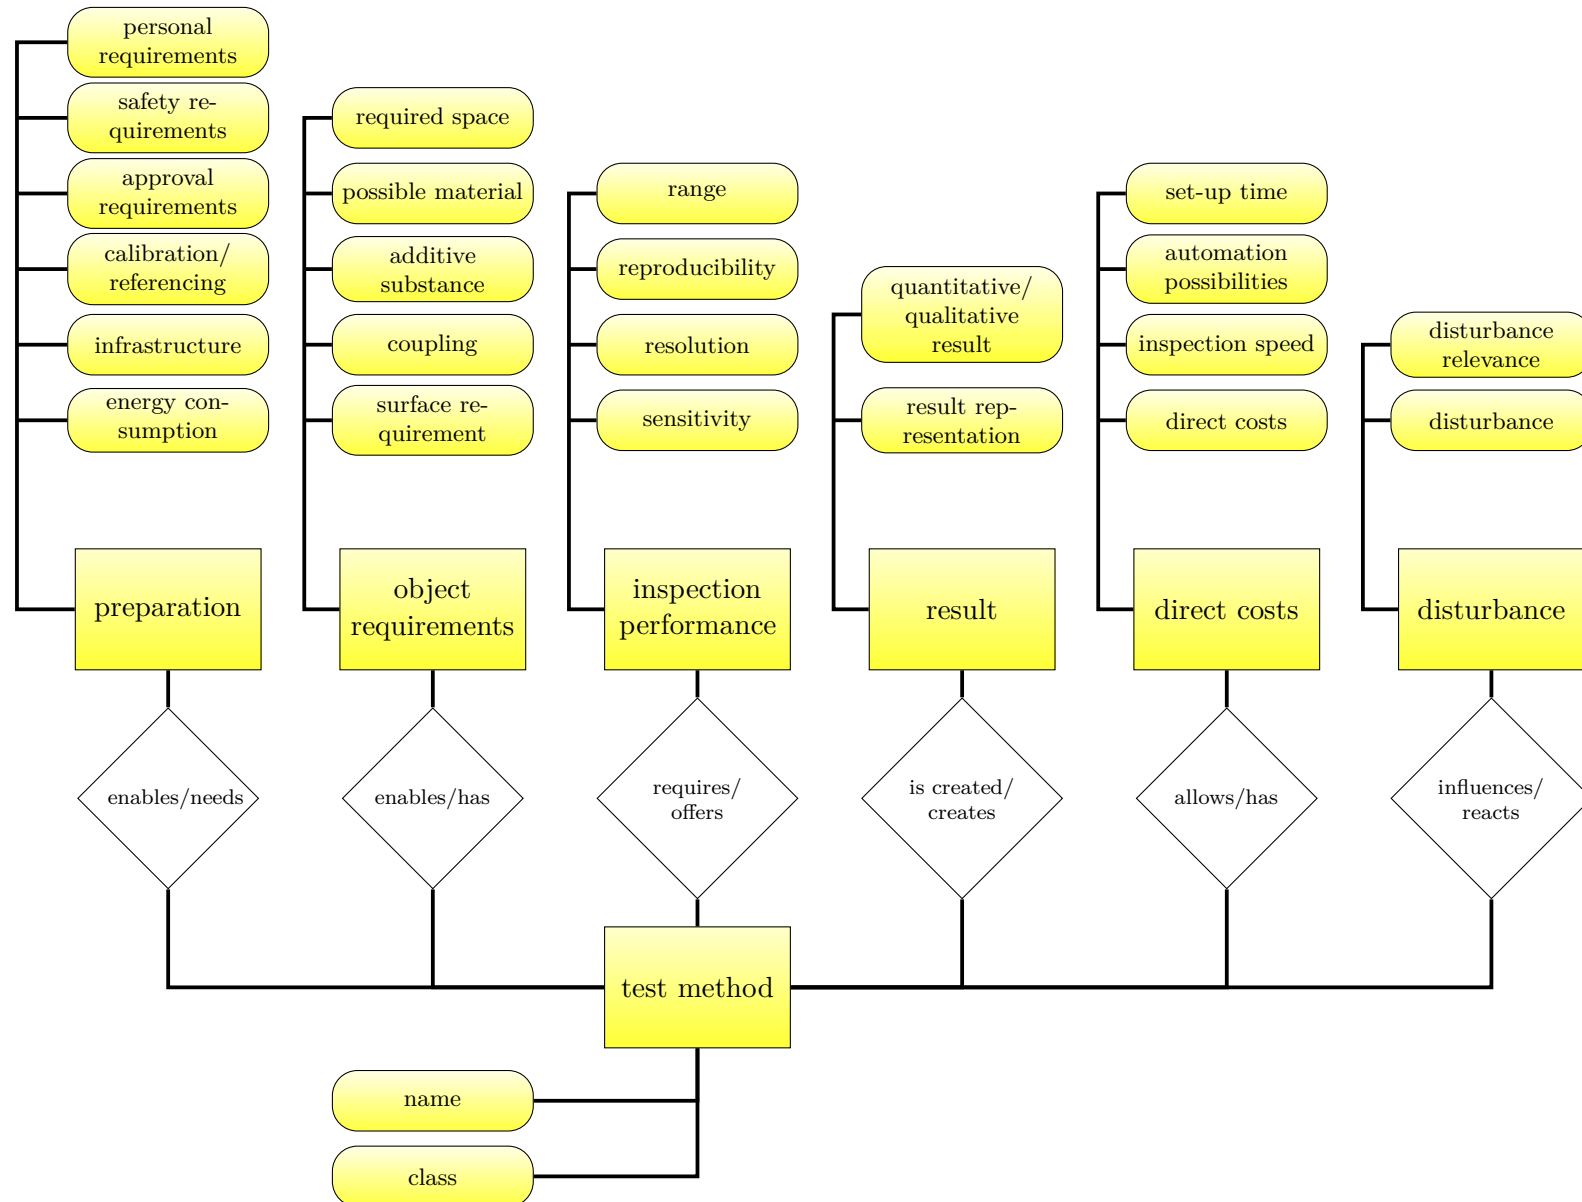 personal
requirements
safety re-
quirements
approval
requirements
calibration/
referencing
infrastructure
energy con-
sumption
required space
possible material
additive
substance
coupling
surface re-
quirement
range
reproducibility
resolution
sensitivity
quantitative/
qualitative
result
result rep-
resentation
set-up time
automation
possibilities
inspection speed
direct costs
disturbance
relevance
disturbance
preparation
object
requirements
inspection
performance
result
direct costs
disturbance
enables/needs
enables/has
requires/
offers
is created/
creates
allows/has
influences/
reacts
test method
name
class